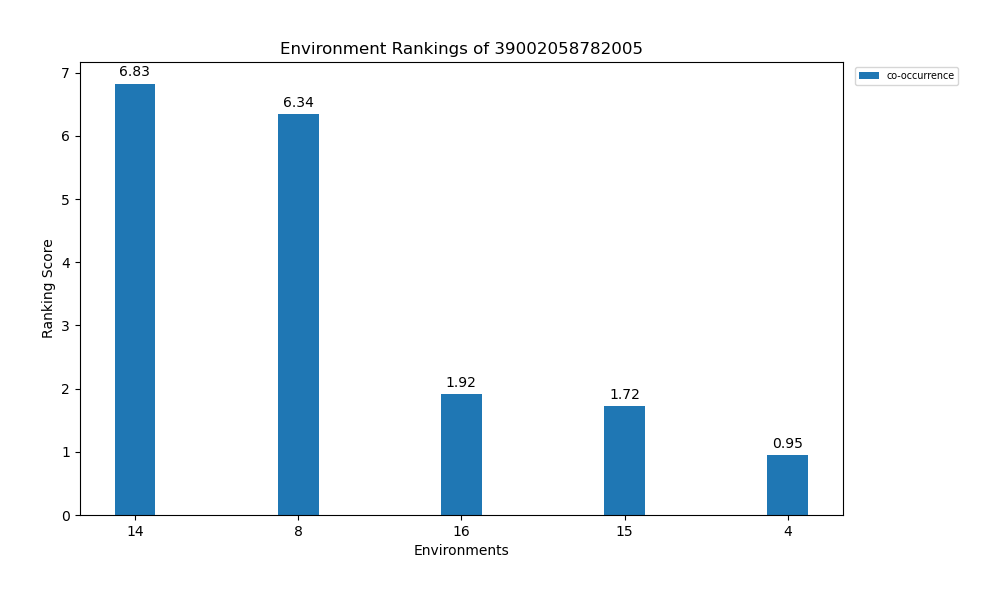 Environment Rankings of 39002058782005
co-occurrence
Ranking Score
7
6
5
4
3
2
1
0
6.83
6.34
1.92
1.72
0.95
14 8 16 15 4
Environments